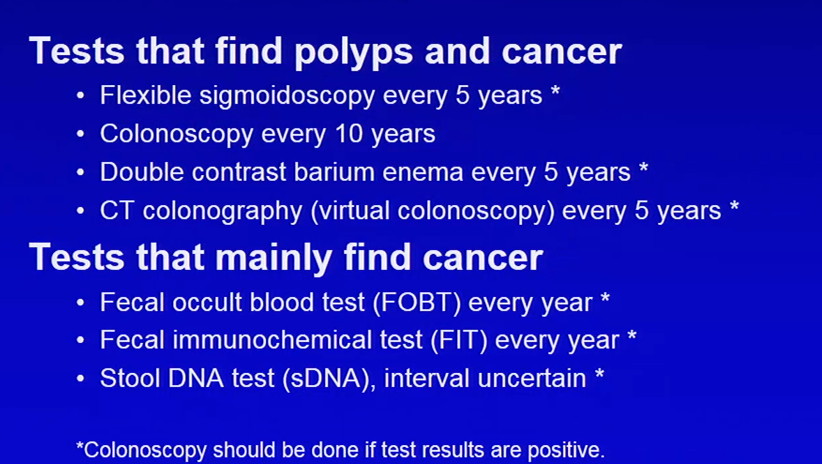 Tests that find polyps and cancer
• Flexible sigmoidoscopy every 5 years *
• Colonoscopy every 10 years
• Double contrast barium enema every 5 years *
• CT colonography (virtual colonoscopy) every 5 years *
Tests that mainly find cancer
• Fecal occult blood test (FOBT) every year *
• Fecal immunochemical test (FIT) every year *
• Stool DNA test (sDNA), interval uncertain *
*Colonoscopy should be done if test results are positive.